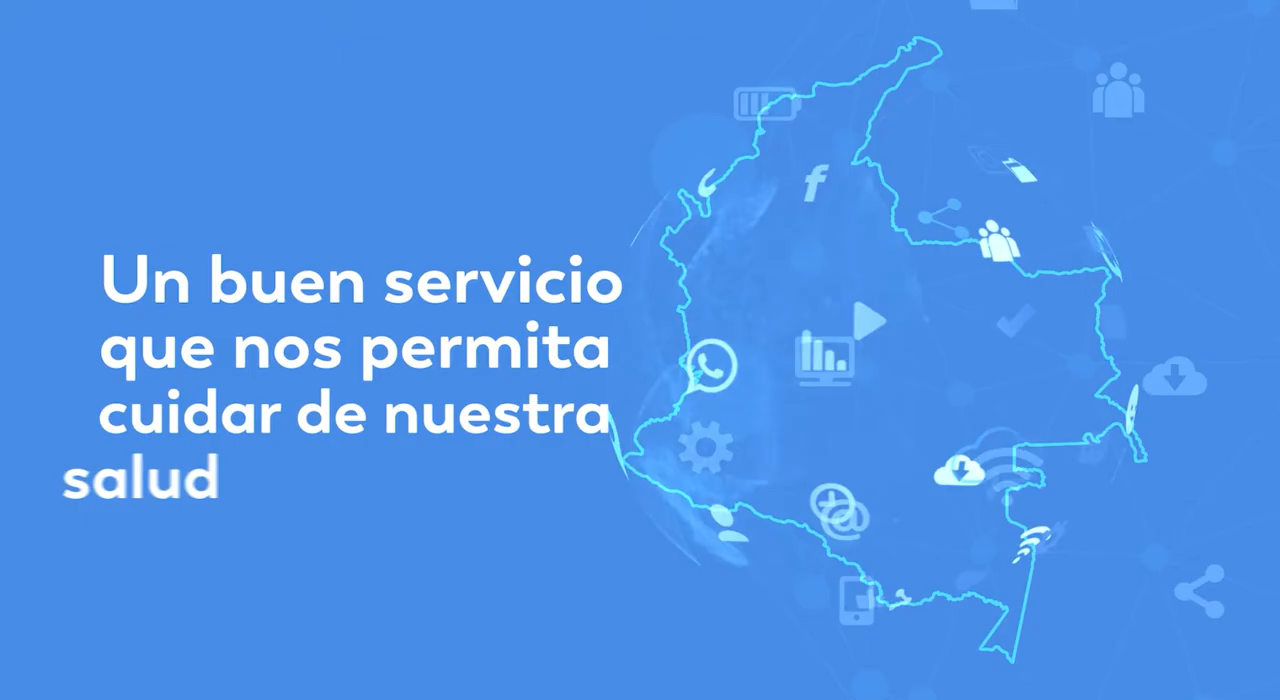 Un buen servicio
que nos permita
cuidar de nuestra
salud